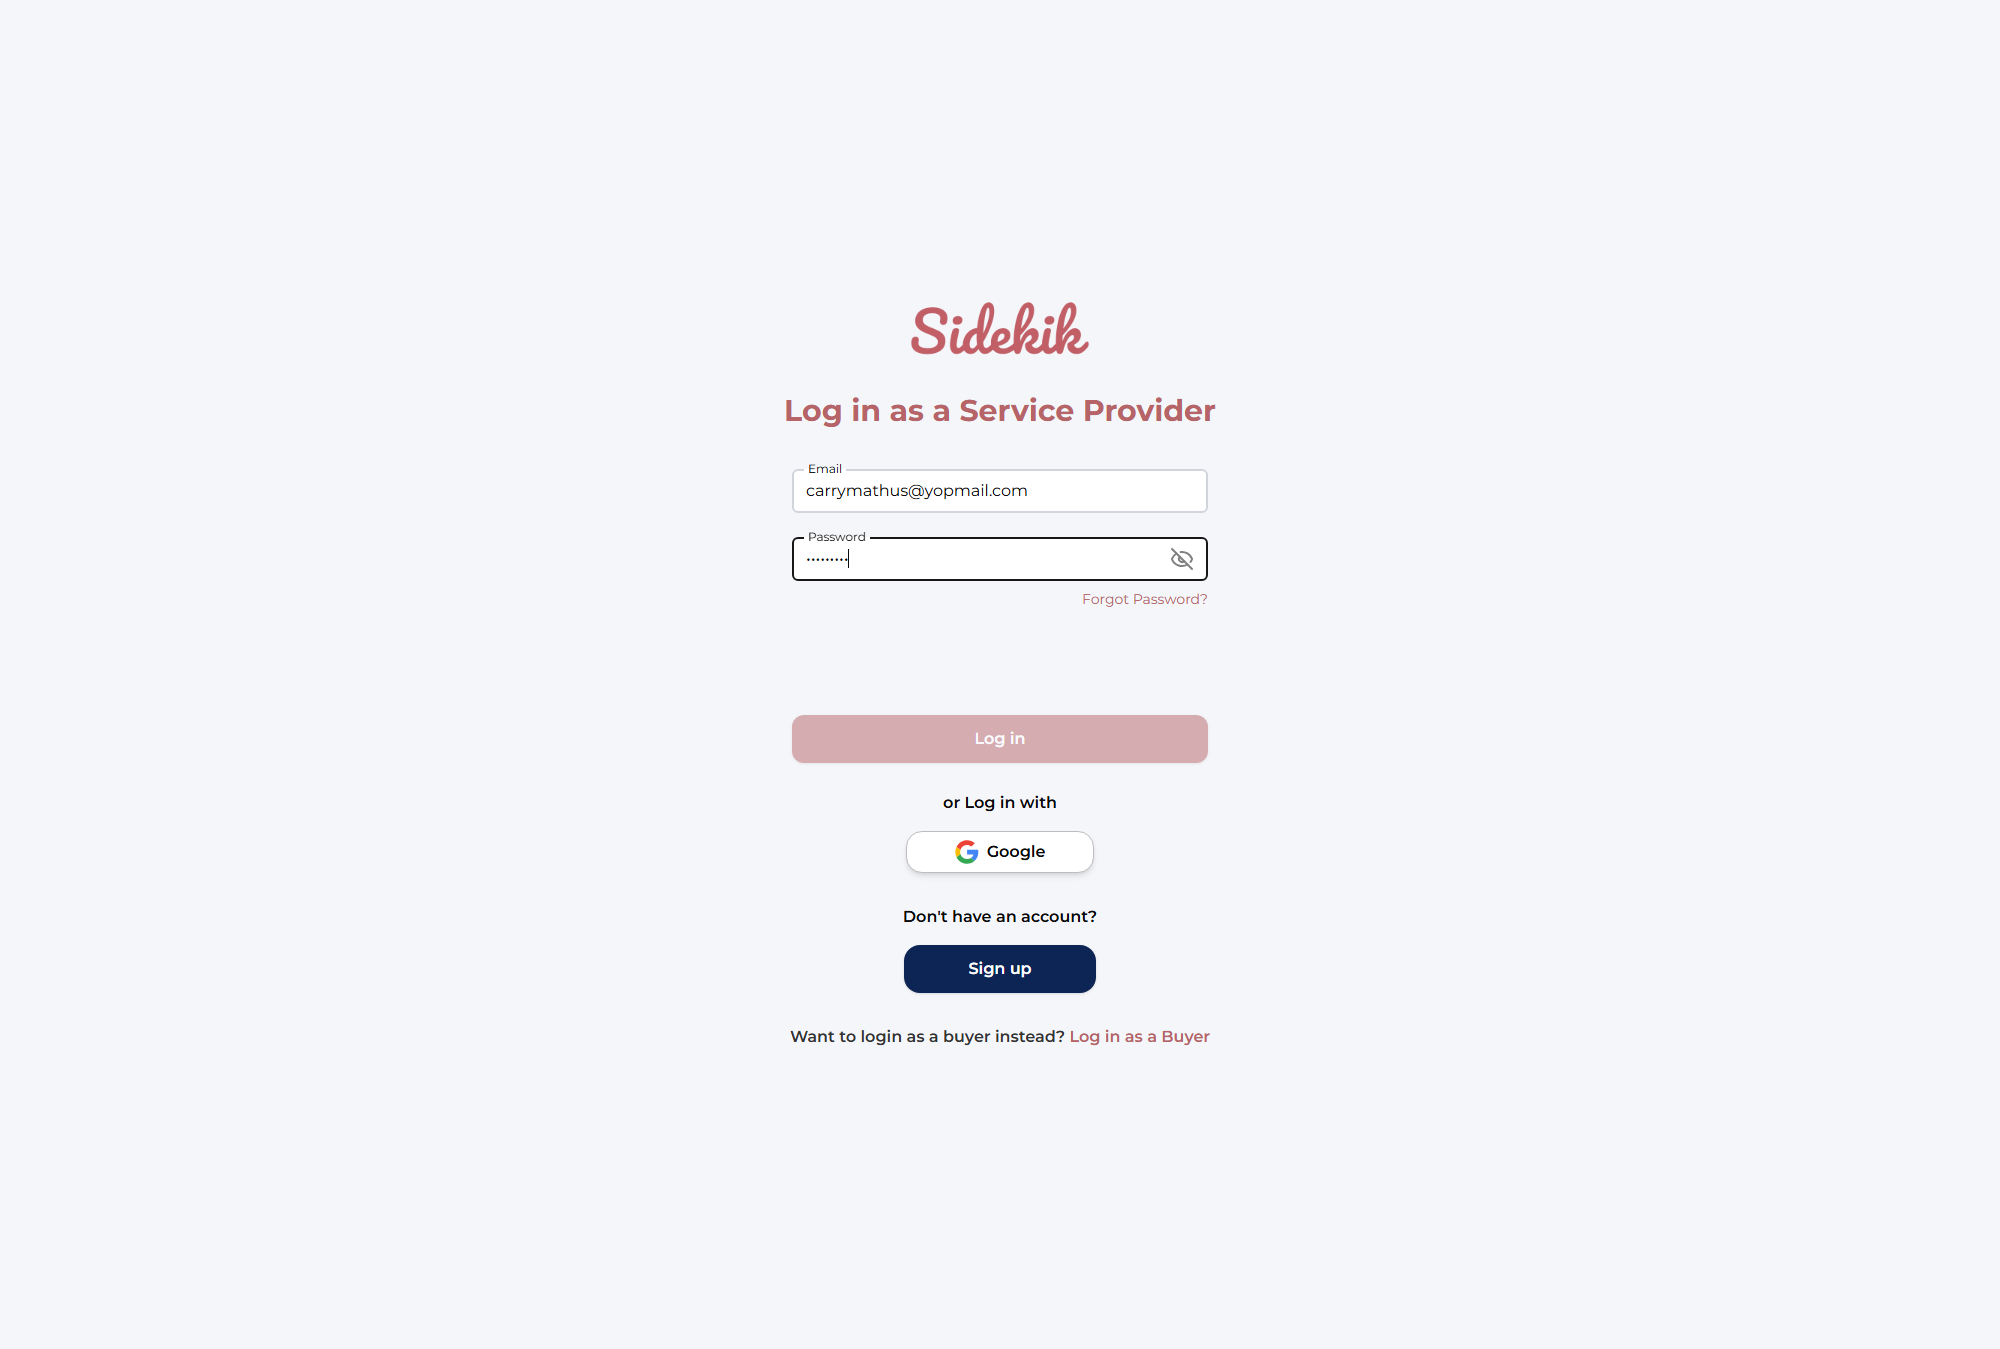 Sidekik
Log in as a Service Provider
Email
carrymathus@yopmail.com
Password
•••••••••
Forgot Password?
Log in
or Log in with
Google
Don't have an account?
Sign up
Want to login as a buyer instead? Log in as a Buyer